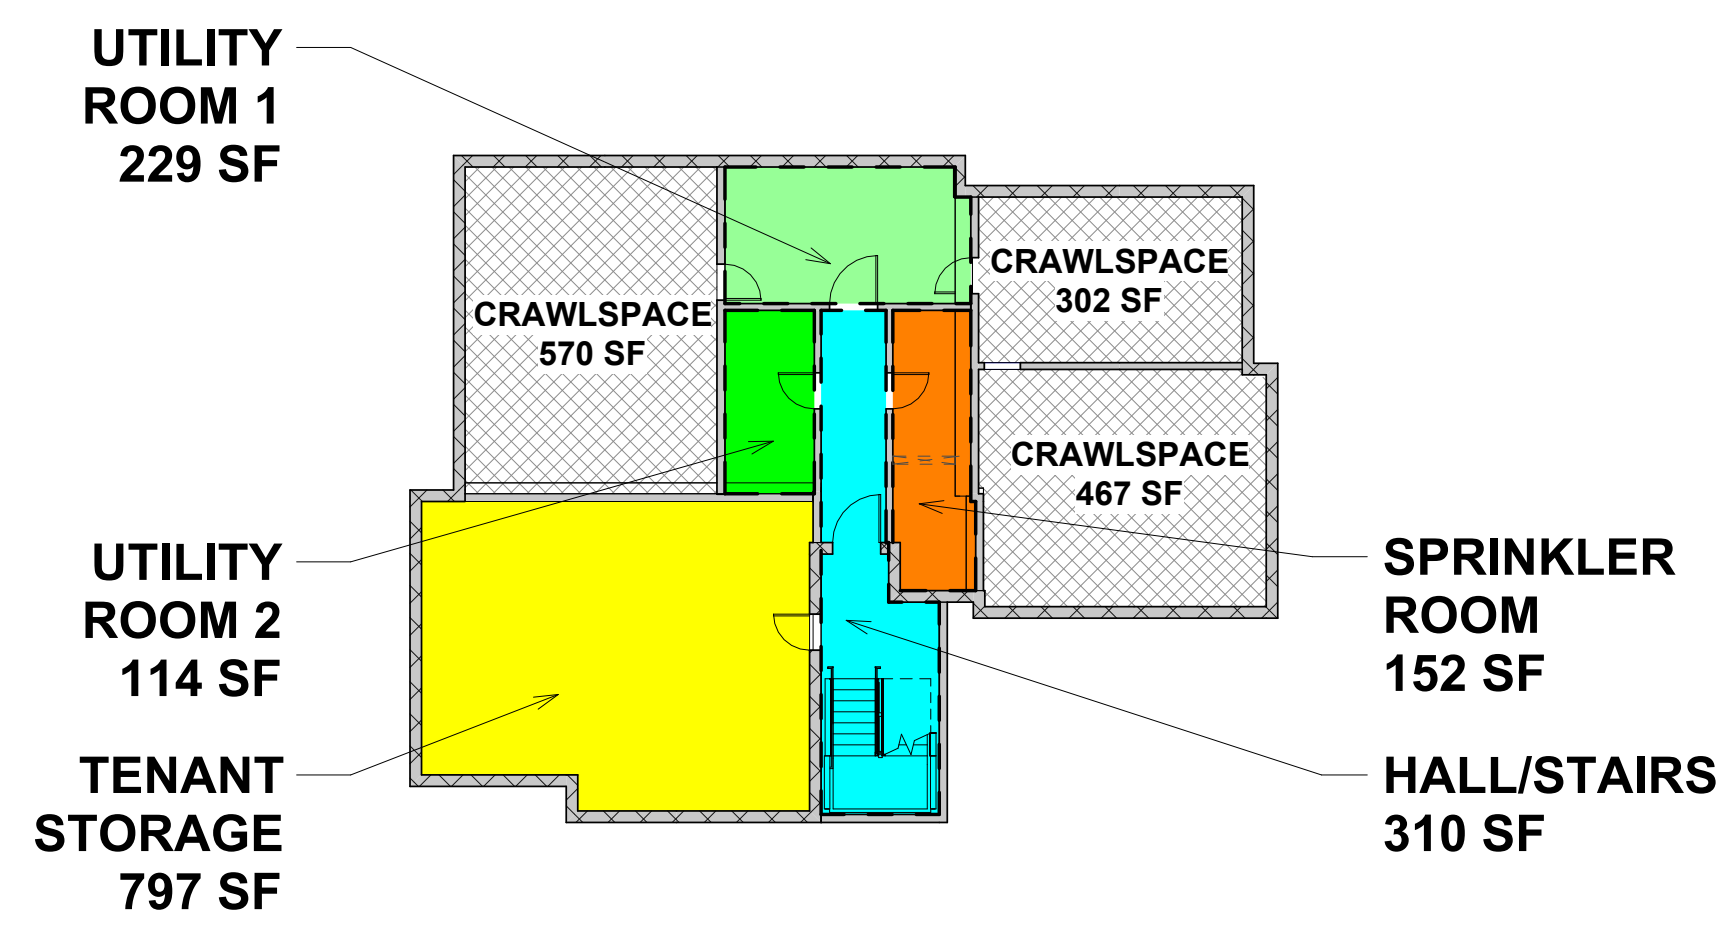 UTILITY
ROOM 1
229 SF
CRAWLSPACE
570 SF
CRAWLSPACE
302 SF
CRAWLSPACE
467 SF
UTILITY
ROOM 2
114 SF
TENANT
STORAGE
797 SF
SPRINKLER
ROOM
152 SF
HALL/STAIRS
310 SF